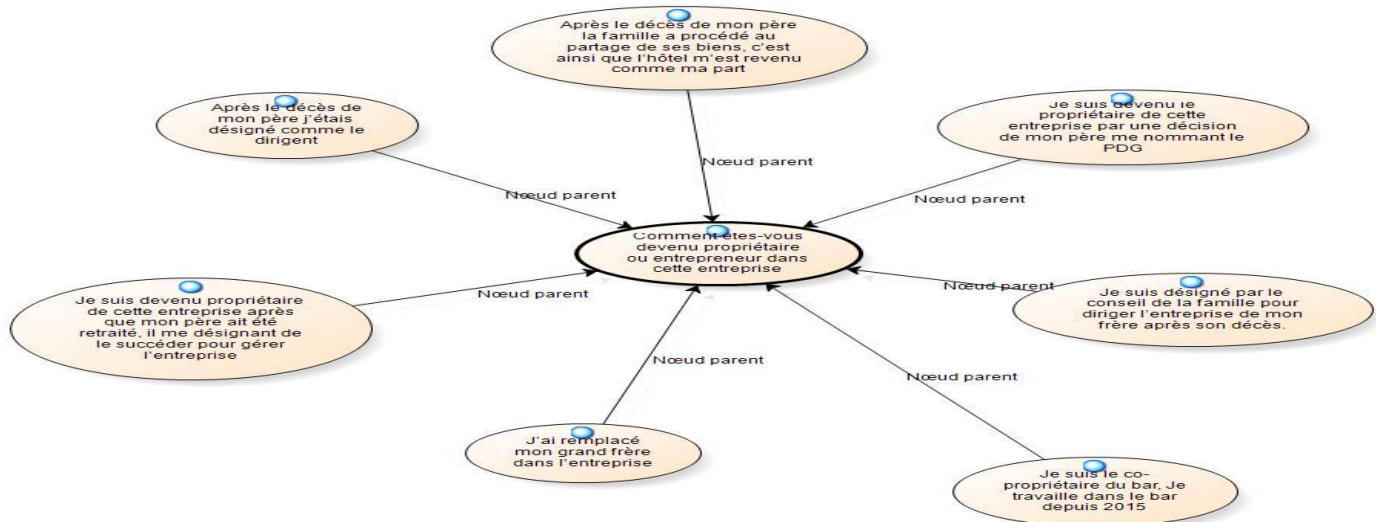 Après le décès de mon père
la famille a procédé au
partage de ses biens, c'est
ainsi que l'hôtel m'est revenu
comme ma part
Après le décès de
mon père j'étais
désigné comme le
dirigent
Je suis devenu le
propriétaire de cette
entreprise par une décision
de mon père me nommant le
PDG
Nœud parent
Nœud parent
Nœud parent
Comment êtes-vous
devenu propriétaire
ou entrepreneur dans
cette entreprise
Je suis devenu propriétaire
de cette entreprise après
que mon père ait été
retraité, il me désignant de
le succéder pour gérer
l'entreprise
Nœud parent
Nœud parent
Je suis désigné par le
conseil de la famille pour
diriger l'entreprise de mon
frère après son décès.
Nœud parent
Nœud parent
J'ai remplacé
mon grand frère
dans l'entreprise
Je suis le co-
propriétaire du bar, Je
travaille dans le bar
depuis 2015